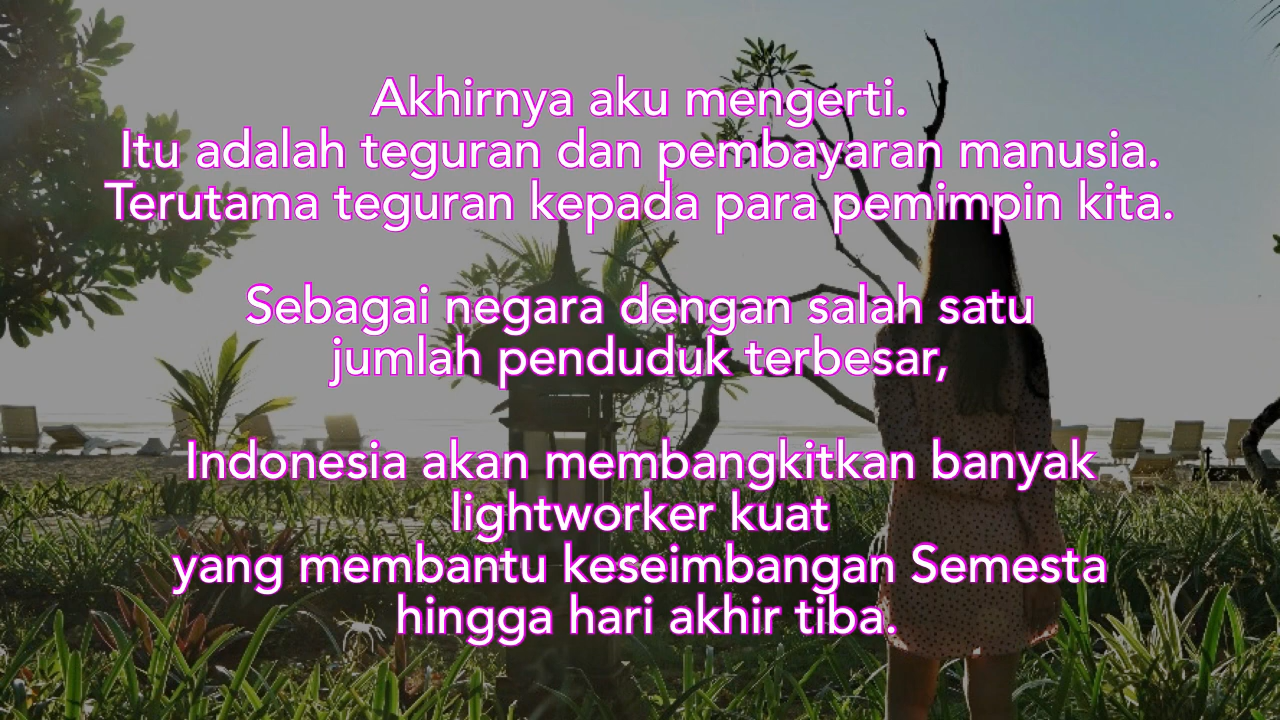 Akhirnya aku mengerti.
Itu adalah teguran dan pembayaran manusia.
Terutama teguran kepada para pemimpin kita.
Sebagai negara dengan salah satu
jumlah penduduk terbesar,
Indonesia akan membangkitkan banyak
lightworker kuat
yang membantu keseimbangan Semesta
hingga hari akhir tiba.